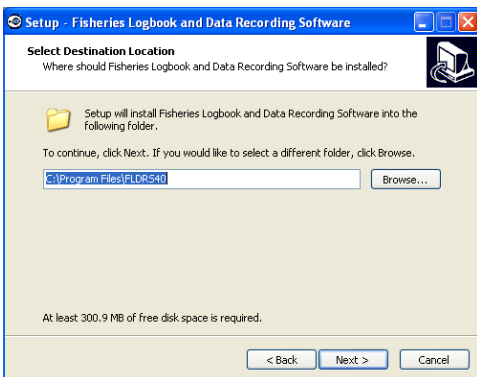 Setup - Fisheries Logbook and Data Recording Software
Select Destination Location
Where should Fisheries Logbook and Data Recording Software be installed?
Setup will install Fisheries Logbook and Data Recording Software into the
following folder.
To continue, click Next. If you would like to select a different folder, click Browse.
C:\Program Files\FLDRS40
Browse...
At least 300.9 MB of free disk space is required.
< Back
Next >
Cancel